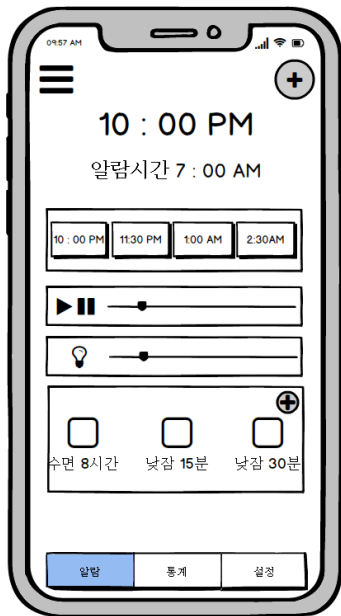 09:57 AM
10 : 00 PM
알람시간 7 : 00 AM
10 : 00 PM 11:30 PM 1:00 AM 2:30AM
수면 8시간 낮잠 15분 낮잠 30분
알람 통계 설정